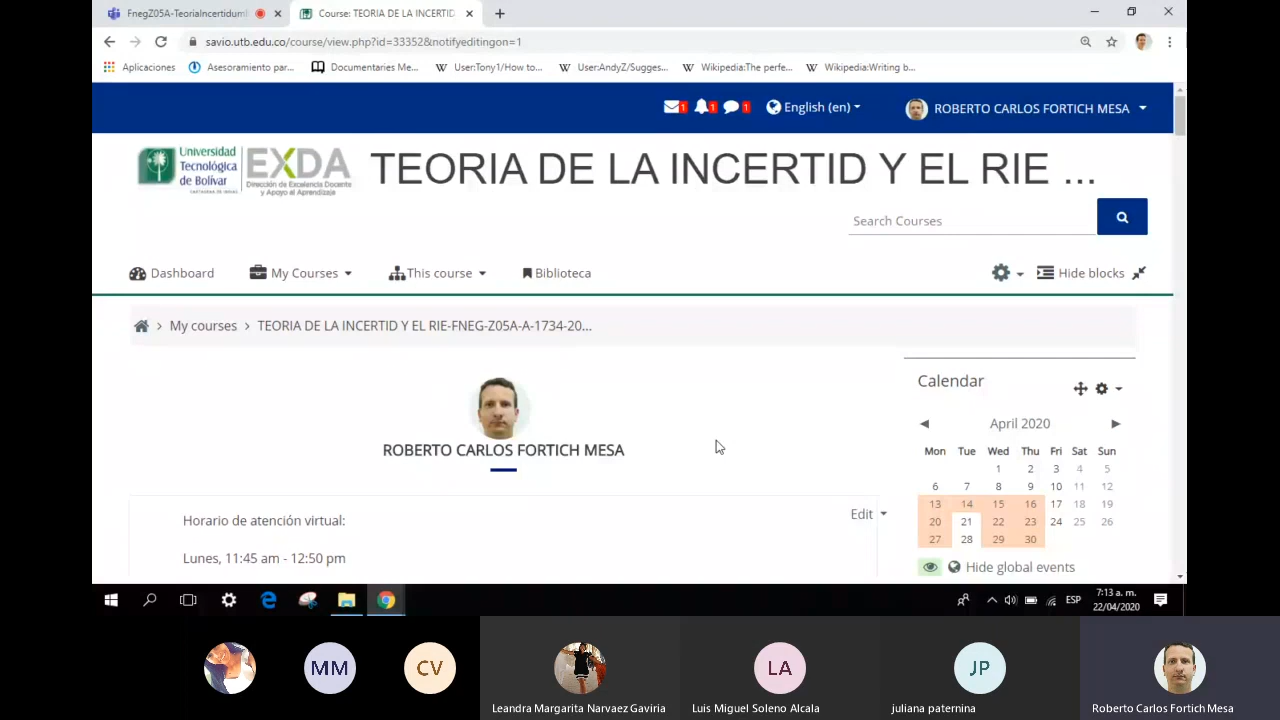 FnegZ05A-TeoriaIncertidum
Course: TEORIA DE LA INCERTID
savio.utb.edu.co/course/view.php?id=33352&notifyeditingon=1
Aplicaciones
Asesoramiento par...
Documentaries Me...
User:Tony1/How to...
User:AndyZ/Sugges...
Wikipedia:The perfe...
Wikipedia:Writing b...
1
1
1
English (en)
ROBERTO CARLOS FORTICH MESA
Universidad
Tecnológica
de Bolívar
CARTAGENA DE INDIAS
EXDA
Dirección de Excelencia Docente
y Apoyo al Aprendizaje
TEORIA DE LA INCERTID Y EL RIE ...
Search Courses
Dashboard
My Courses
This course
Biblioteca
Hide blocks
My courses
TEORIA DE LA INCERTID Y EL RIE-FNEG-Z05A-A-1734-20...
ROBERTO CARLOS FORTICH MESA
Edit
Horario de atención virtual:
Lunes, 11:45 am - 12:50 pm
Calendar
April 2020
Mon Tue Wed Thu Fri Sat Sun
1 2 3 4 5
6 7 8 9 10 11 12
13 14 15 16 17 18 19
20 21 22 23 24 25 26
27 28 29 30
Hide global events
ESP
7:13 a. m.
22/04/2020
MM
CV
LA
JP
Leandra Margarita Narvaez Gaviria
Luis Miguel Soleno Alcala
juliana paternina
Roberto Carlos Fortich Mesa